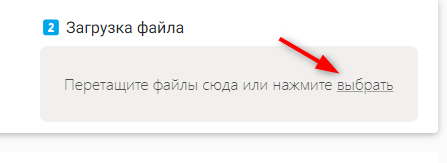 2 Загрузка файла
Перетащите файлы сюда или нажмите выбрать